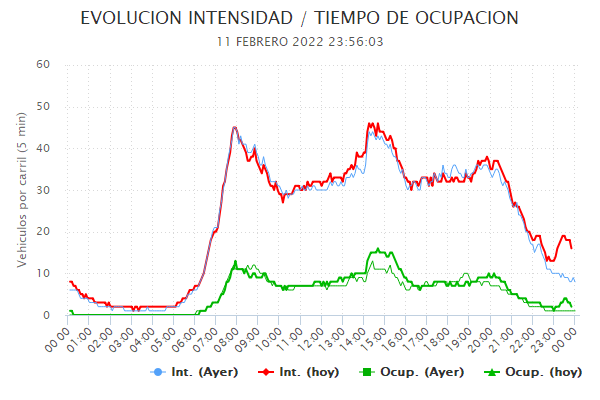 EVOLUCION INTENSIDAD / TIEMPO DE OCUPACION
11 FEBRERO 2022 23:56:03
Vehículos por carril (5 min)
60
50
40
30
20
10
0
00:00 01:00 02:00 03:00 04:00 05:00 06:00 07:00 08:00 09:00 10:00 11:00 12:00 13:00 14:00 15:00 16:00 17:00 18:00 19:00 20:00 21:00 22:00 23:00 00:00
Int. (Ayer) Int. (hoy) Ocup. (Ayer) Ocup. (hoy)